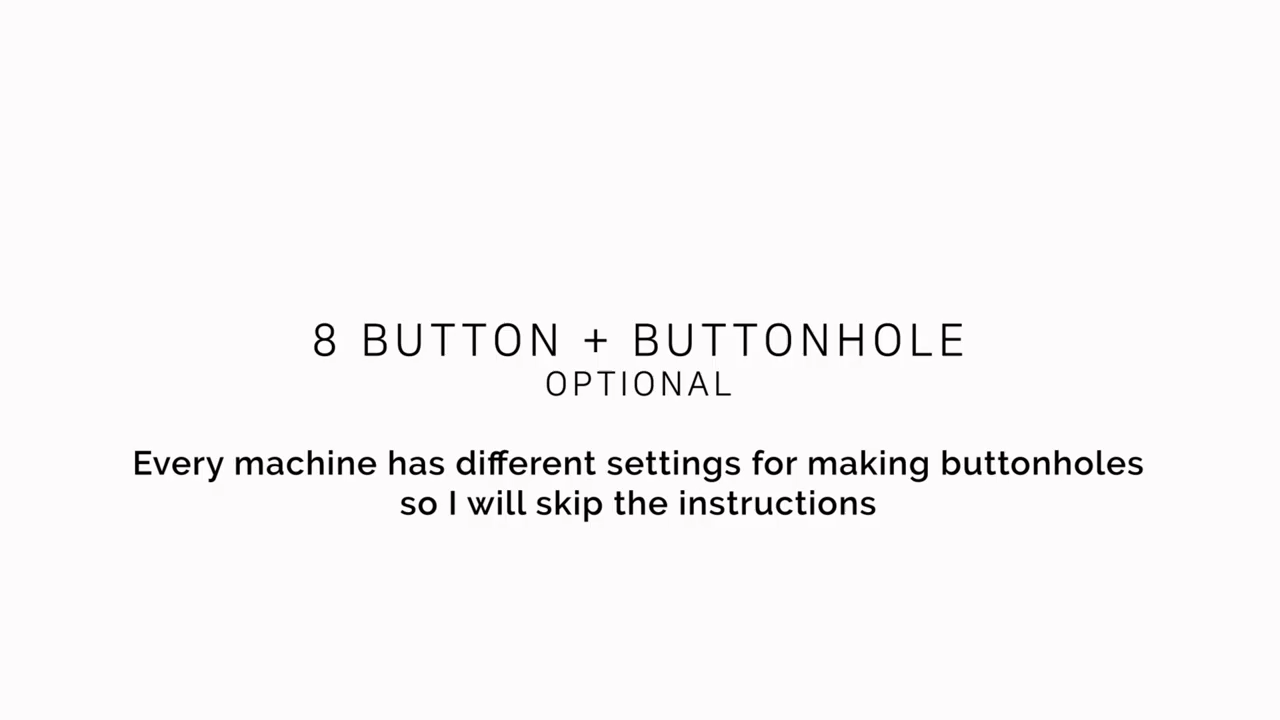 8 BUTTON + BUTTONHOLE
OPTIONAL
Every machine has different settings for making buttonholes
so I will skip the instructions